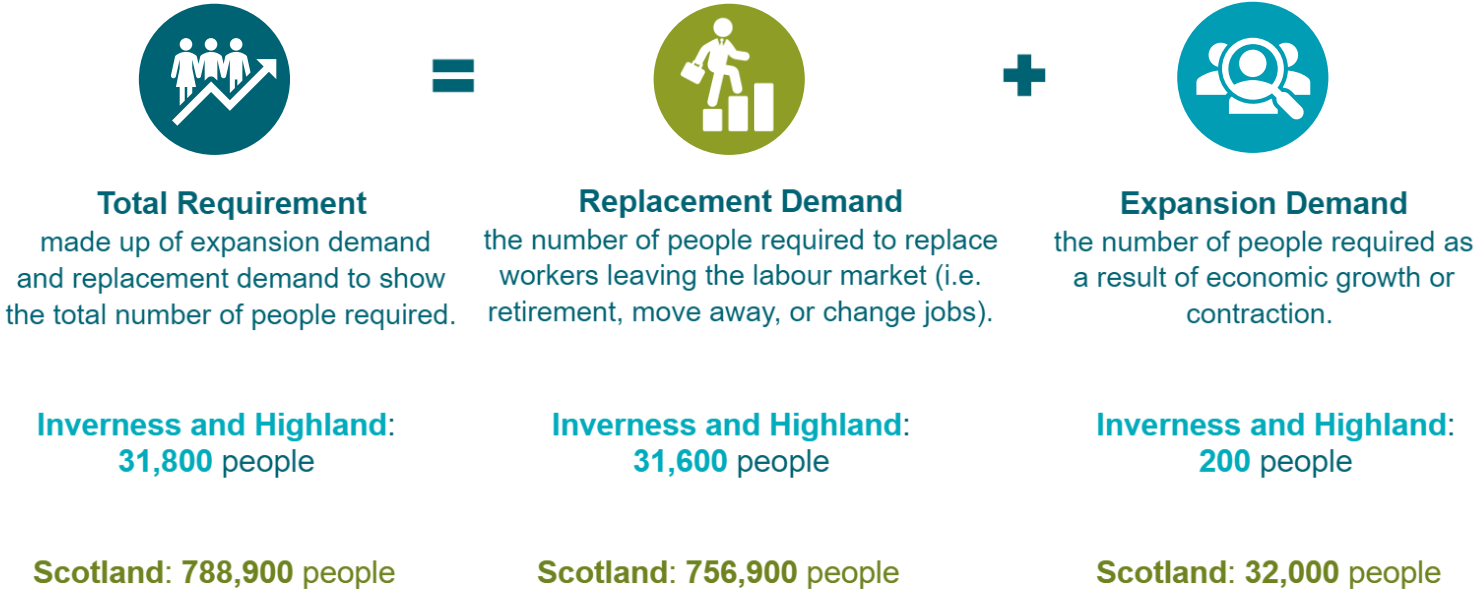 =
+
Total Requirement
made up of expansion demand
and replacement demand to show
the total number of people required.
Replacement Demand
the number of people required to replace
workers leaving the labour market (i.e.
retirement, move away, or change jobs).
Expansion Demand
the number of people required as
a result of economic growth or
contraction.
Inverness and Highland:
31,800 people
Inverness and Highland:
31,600 people
Inverness and Highland:
200 people
Scotland: 788,900 people
Scotland: 756,900 people
Scotland: 32,000 people